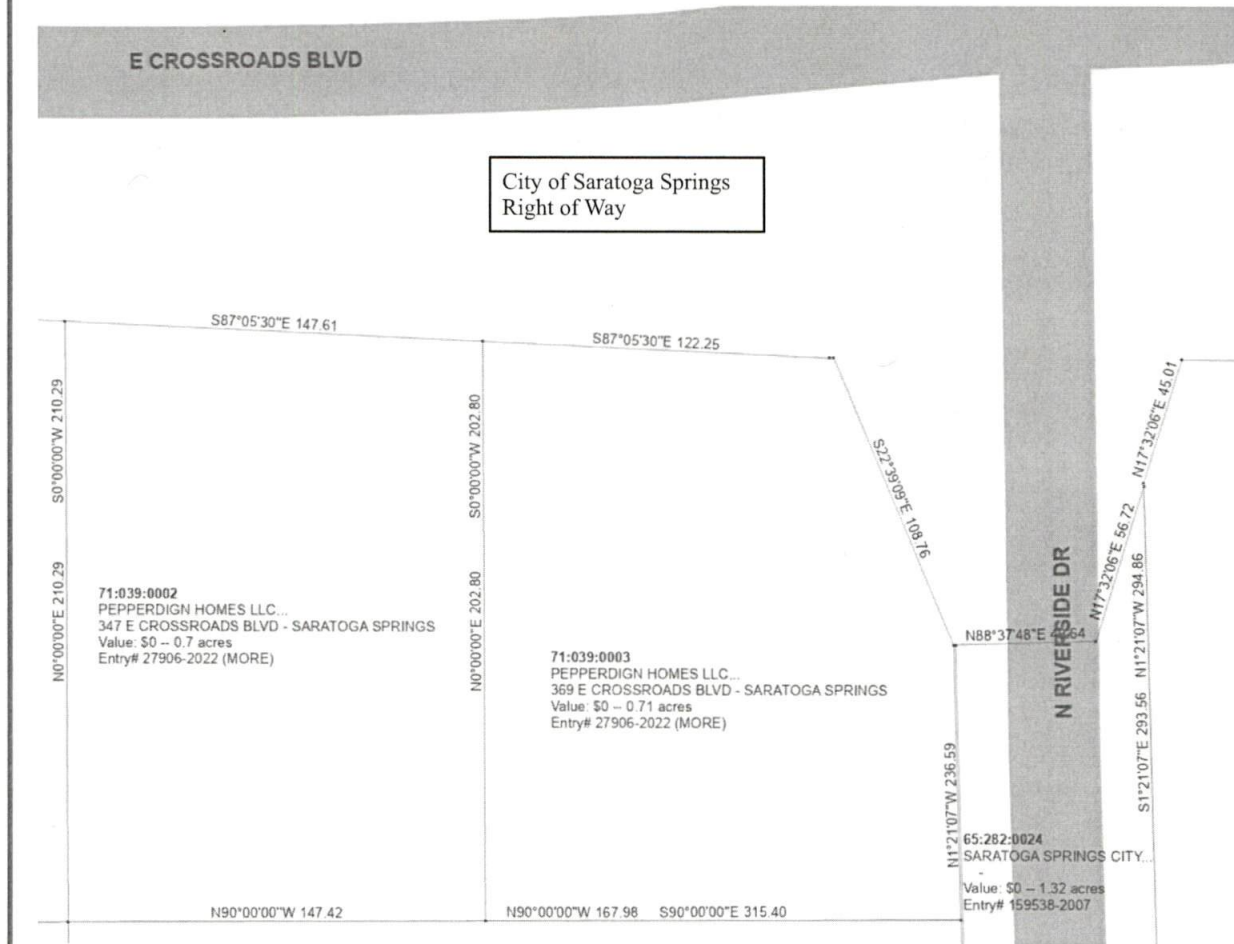 E CROSSROADS BLVD
City of Saratoga Springs
Right of Way
S87°05'30"E 147.61
S87°05'30"E 122.25
S0°00'00"W 210.29
N0°00'00"E 210.29
S0°00'00"W 202.80
N0°00'00"E 202.80
S22°39'09"E 108.76
N17°32'06"E 45.01
N17°32'06"E 56.72
N1°21'07"W 294.86
S1°21'07"E 293.56
N88°37'48"E
N RIVERSIDE DR
71:039:0002
PEPPERDIGN HOMES LLC...
347 E CROSSROADS BLVD - SARATOGA SPRINGS
Value: $0 -- 0.7 acres
Entry# 27906-2022 (MORE)
71:039:0003
PEPPERDIGN HOMES LLC...
369 E CROSSROADS BLVD - SARATOGA SPRINGS
Value: $0 -- 0.71 acres
Entry# 27906-2022 (MORE)
N1°21'07"W 236.59
65:282:0024
SARATOGA SPRINGS CITY...
-
Value: $0 -- 1.32 acres
Entry# 159538-2007
N90°00'00"W 147.42
N90°00'00"W 167.98
S90°00'00"E 315.40